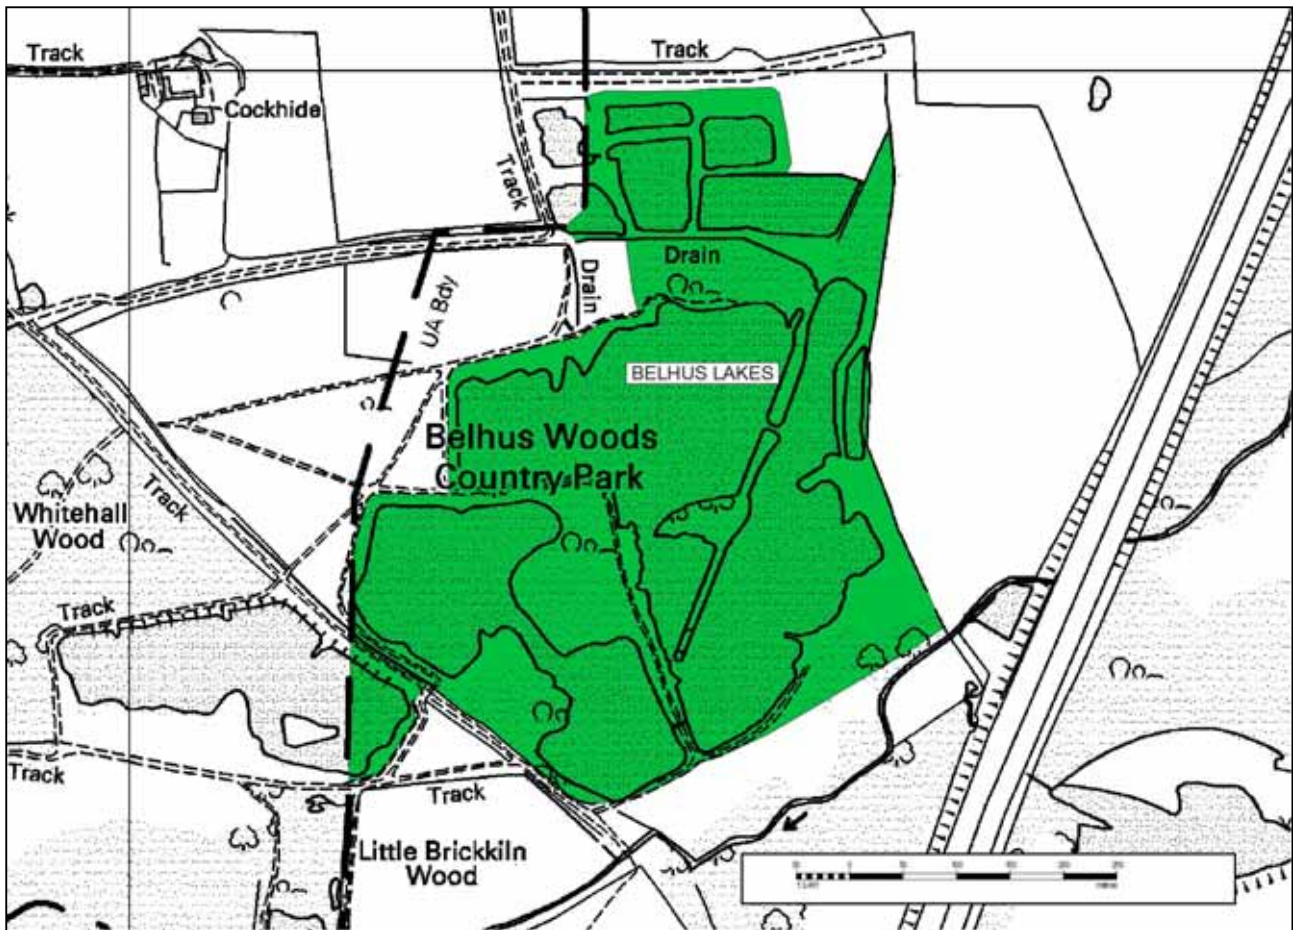 Track
Track
Cockhide
Track
Drain
Drain
UA Bdy
BELHUS LAKES
Belhus Woods
Country Park
Track
Whitehall
Wood
Track
Track
Track
Little Brickkiln
Wood